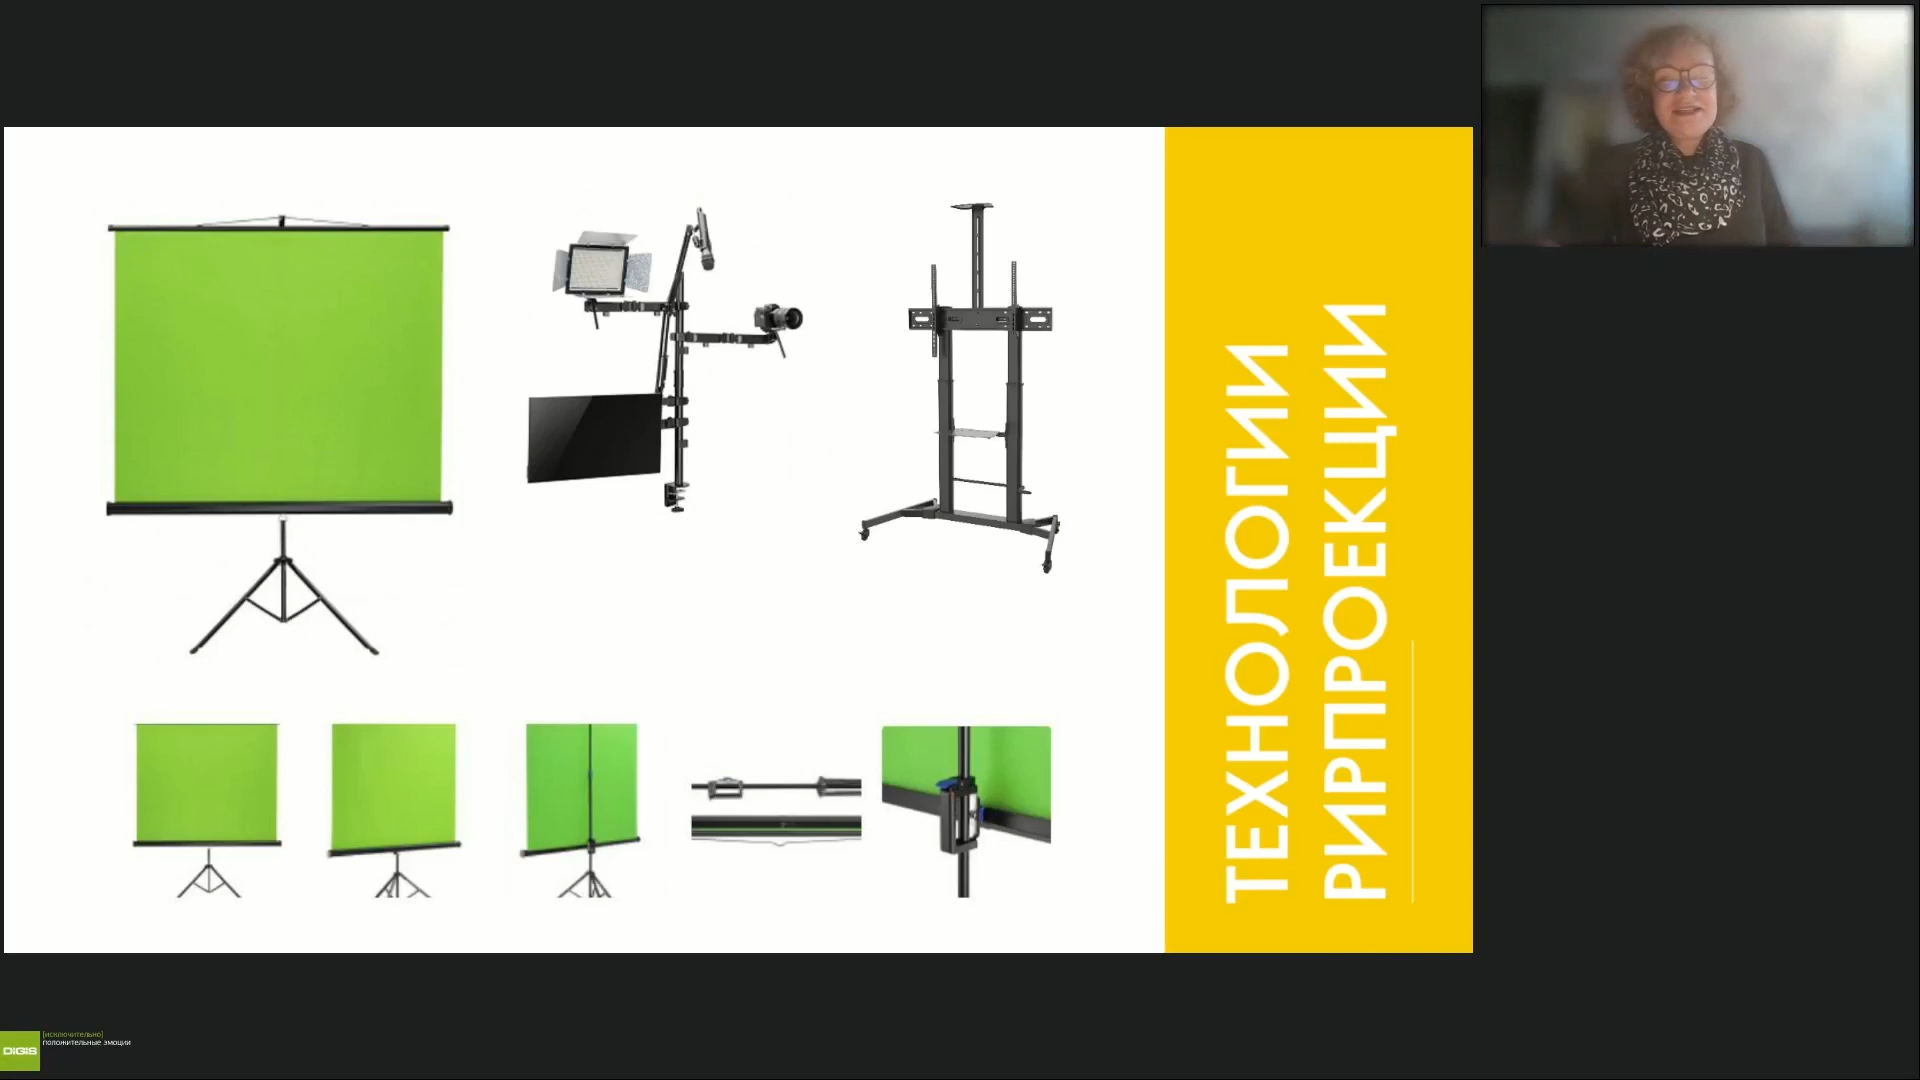 ТЕХНОЛОГИИ
РИРПРОЕКЦИИ
DIGIS
[исключительно]
положительные эмоции